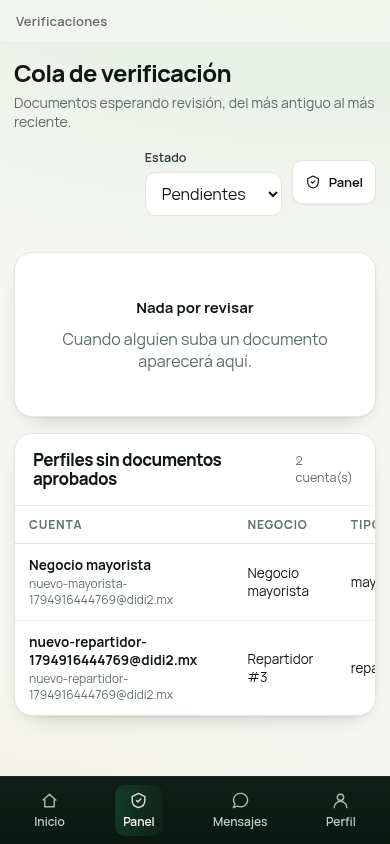 Verificaciones
Cola de verificación
Documentos esperando revisión, del más antiguo al más
reciente.
Estado
Pendientes
Panel
Nada por revisar
Cuando alguien suba un documento
aparecerá aquí.
Perfiles sin documentos
aprobados
2
cuenta(s)
CUENTA NEGOCIO TIPO
Negocio mayorista
nuevo-mayorista-
1794916444769@didi2.mx
Negocio
mayorista
may
nuevo-repartidor-
1794916444769@didi2.mx
nuevo-repartidor-
1794916444769@didi2.mx
Repartidor
#3
repa
Inicio Panel Mensajes Perfil